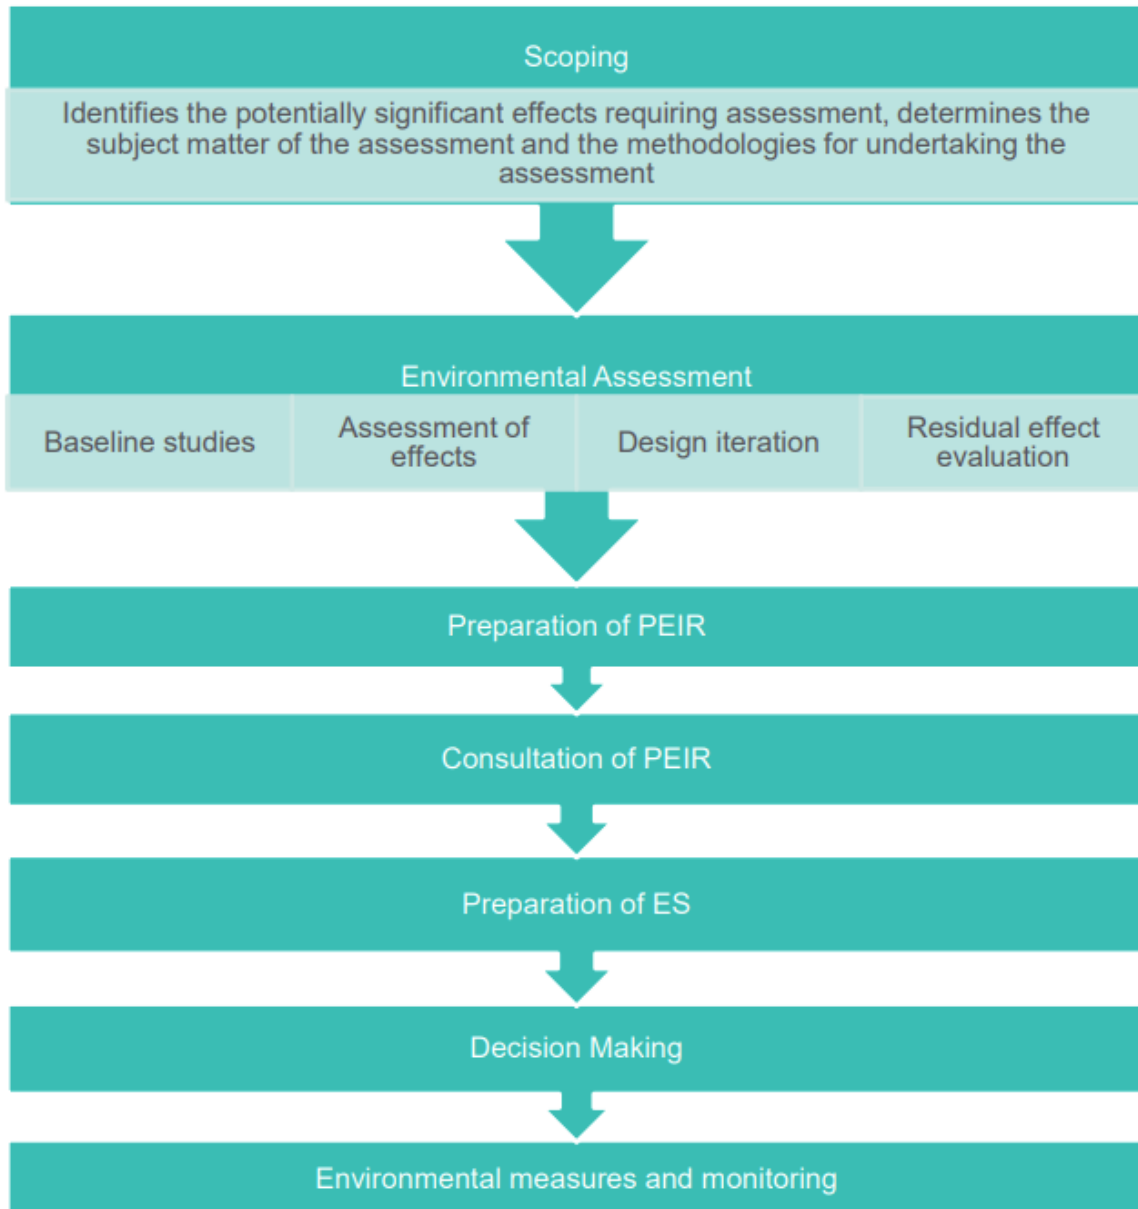 Scoping
Identifies the potentially significant effects requiring assessment, determines the
subject matter of the assessment and the methodologies for undertaking the
assessment
Environmental Assessment
Baseline studies
Assessment of
effects
Design iteration
Residual effect
evaluation
Preparation of PEIR
Consultation of PEIR
Preparation of ES
Decision Making
Environmental measures and monitoring